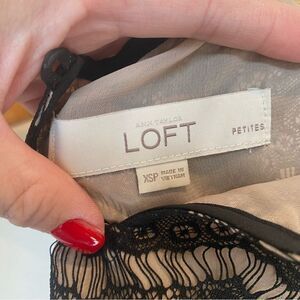 ANN TAYLOR
LOFT
PETITES
XSP MADE IN
VIETNAM